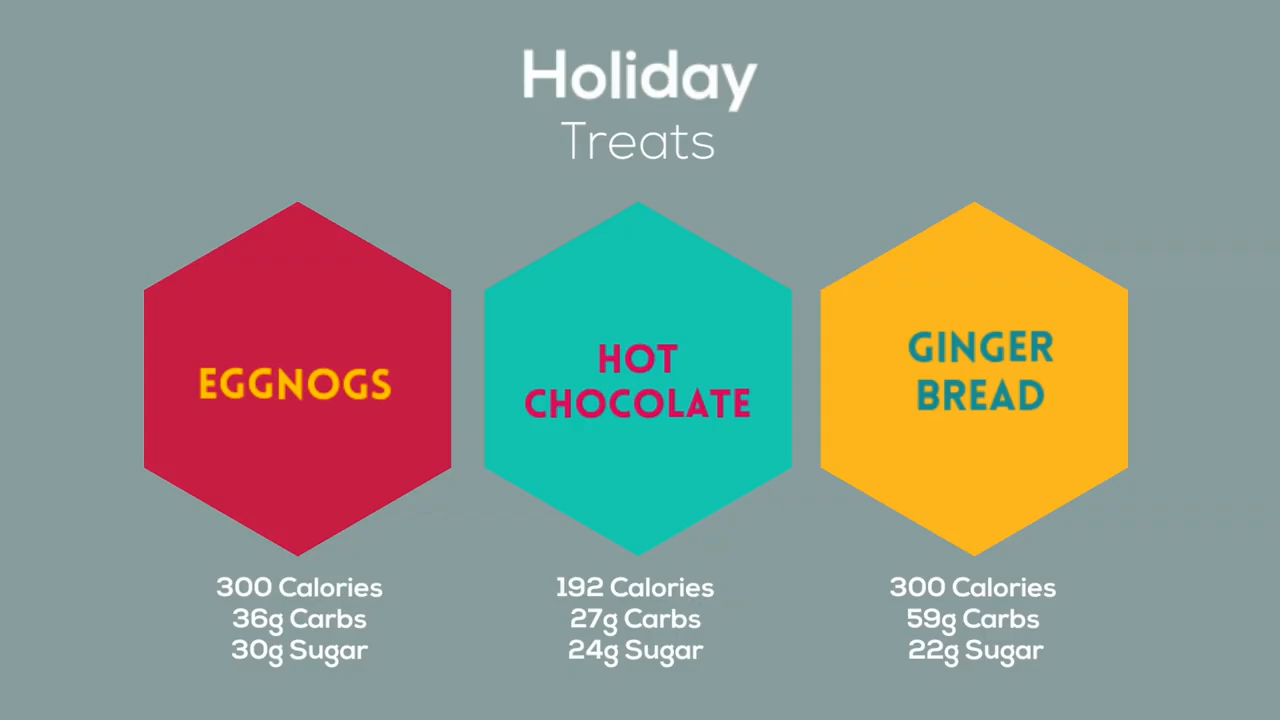 Holiday
Treats
EGGNOGS
HOT
CHOCOLATE
GINGER
BREAD
300 Calories
36g Carbs
30g Sugar
192 Calories
27g Carbs
24g Sugar
300 Calories
59g Carbs
22g Sugar